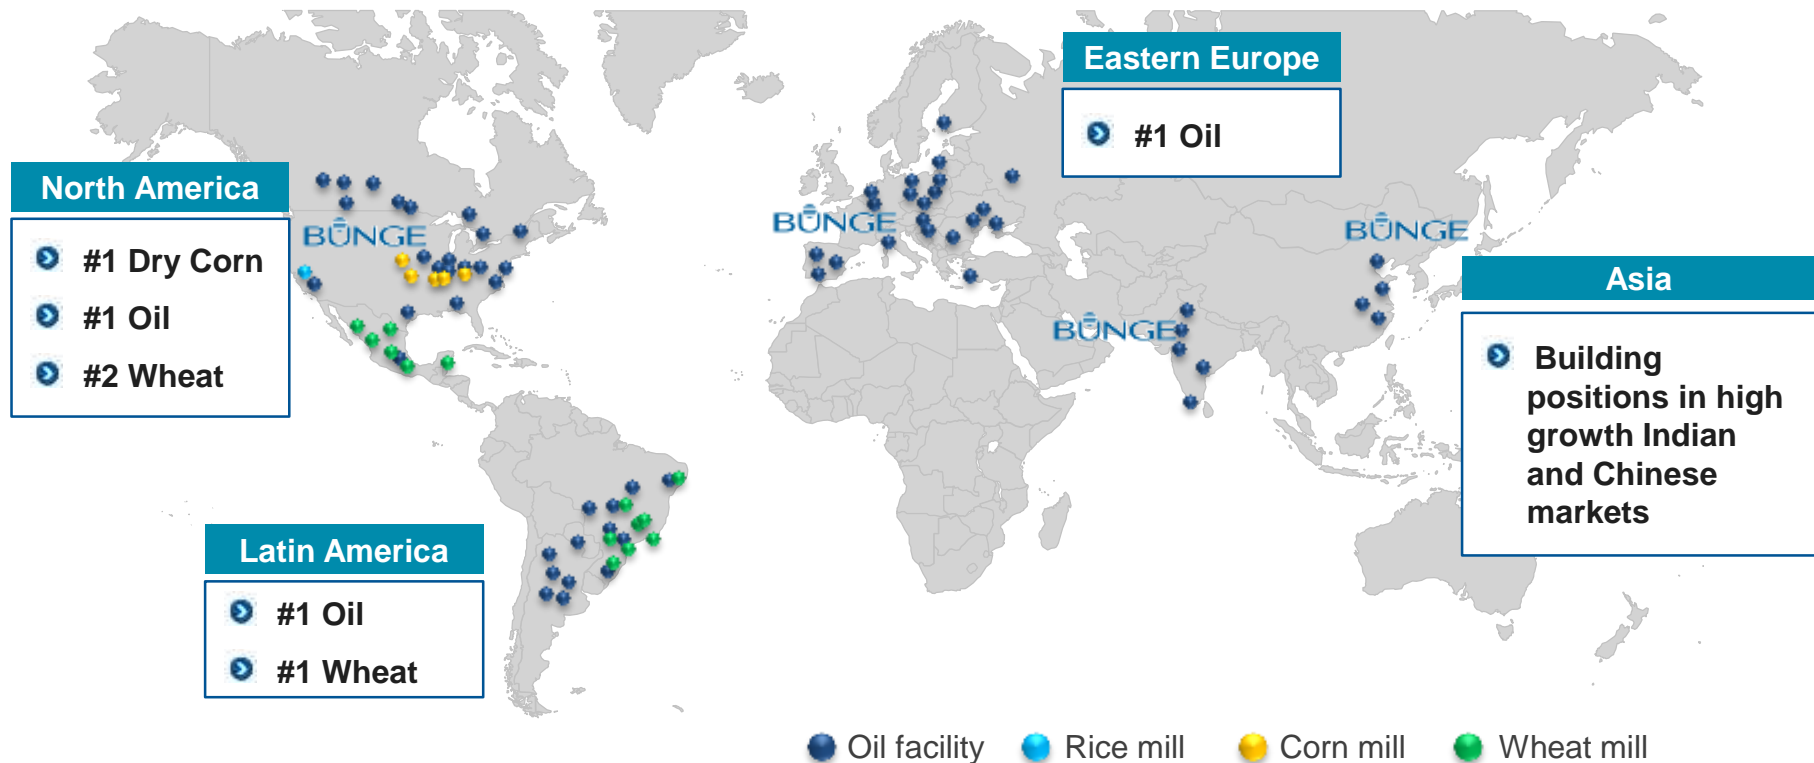 Eastern Europe
#1 Oil
North America
#1 Dry Corn
#1 Oil
#2 Wheat
BUNGE
BUNGE
BUNGE
BUNGE
Asia
Building
positions in high
growth Indian
and Chinese
markets
Latin America
#1 Oil
#1 Wheat
Oil facility
Rice mill
Corn mill
Wheat mill